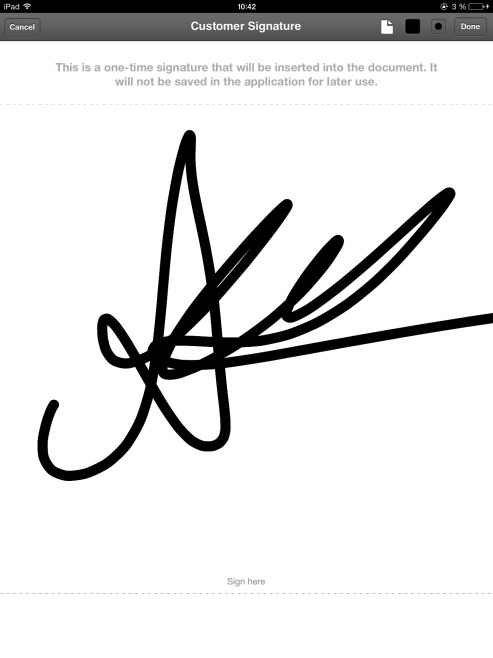 iPad 10:42 3 %
Cancel Customer Signature Done
This is a one-time signature that will be inserted into the document. It
will not be saved in the application for later use.
Sign here